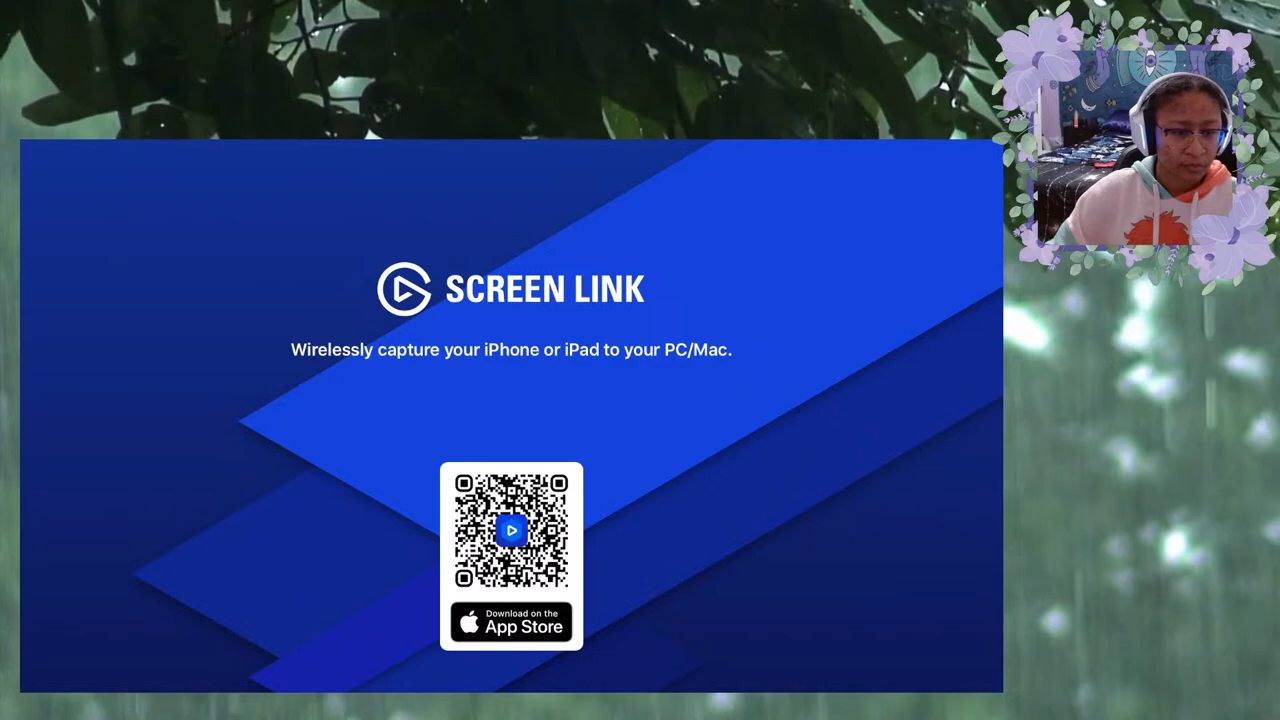 SCREEN LINK
Wirelessly capture your iPhone or iPad to your PC/Mac.
Download on the
App Store